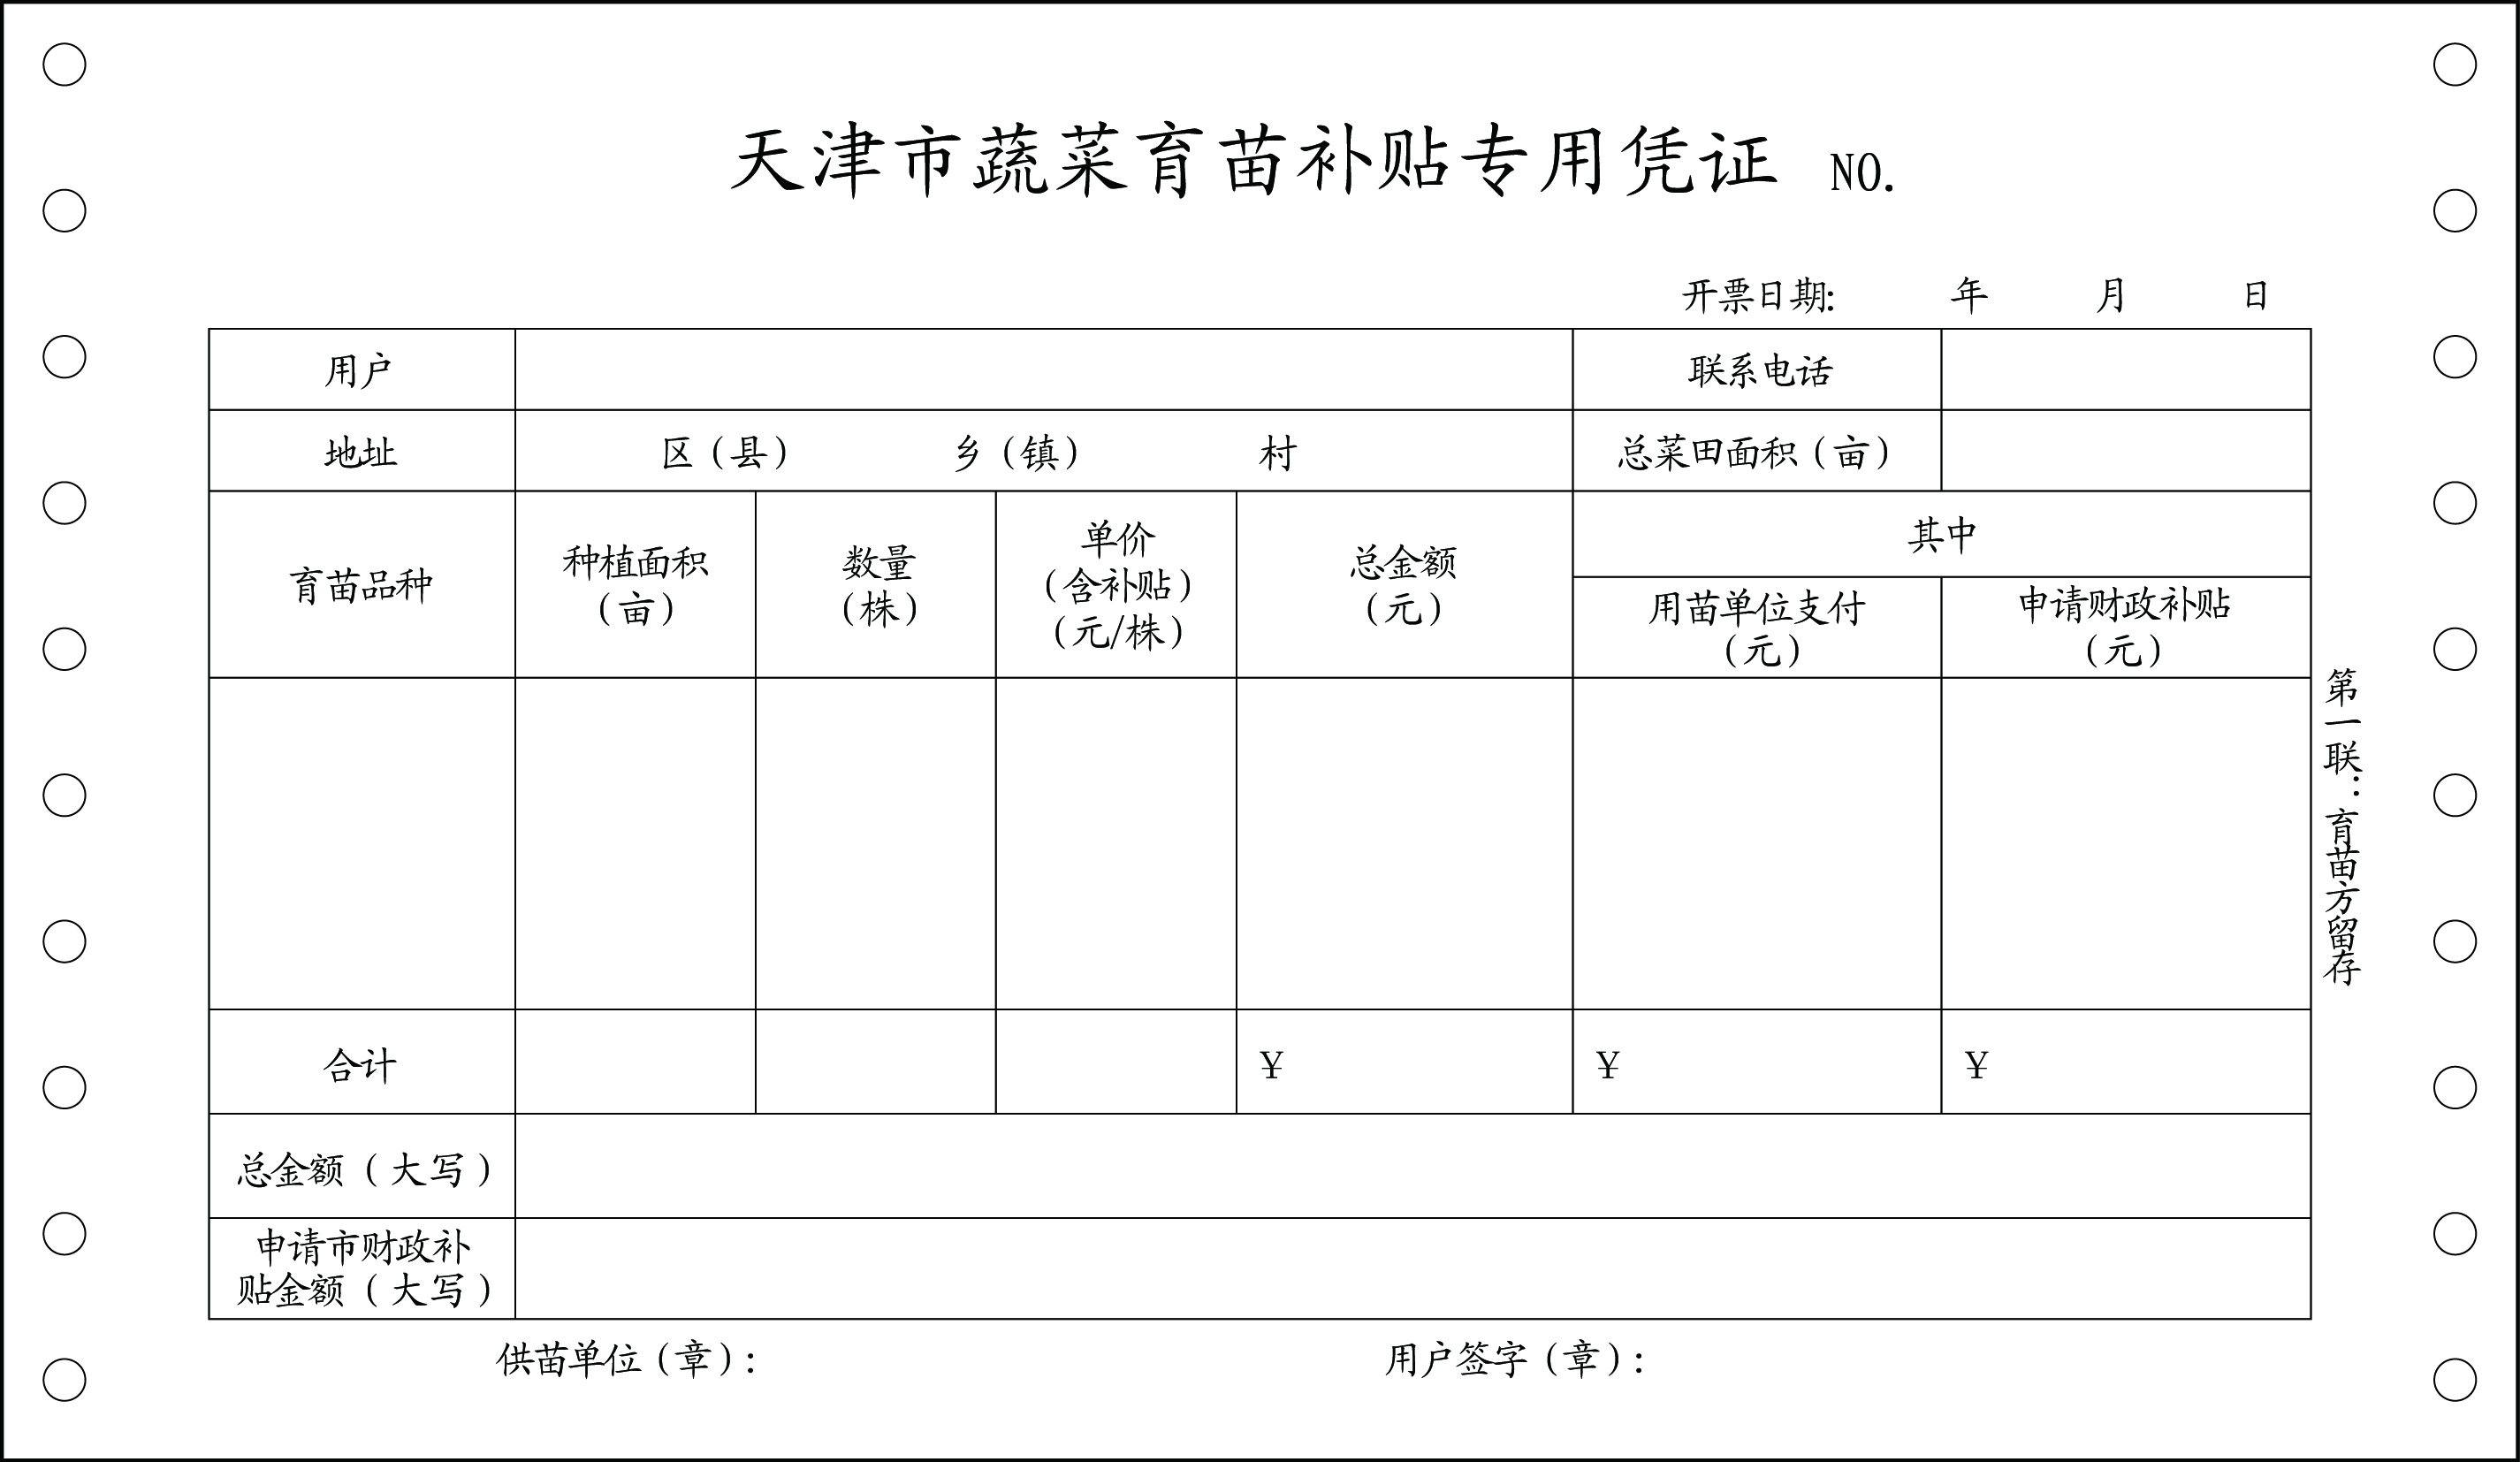 天津市蔬菜育苗补贴专用凭证 NO.
开票日期: 年 月 日
用户 联系电话
地址 区(县) 乡(镇) 村 总菜田面积(亩)
育苗品种
种植面积
(亩)
数量
(株)
单价
(含补贴)
(元/株)
总金额
(元)
其中
用苗单位支付
(元)
申请财政补贴
(元)
合计 ¥ ¥ ¥
总金额(大写)
申请市财政补
贴金额(大写)
供苗单位(章): 用户签字(章):
第一联:育苗方留存